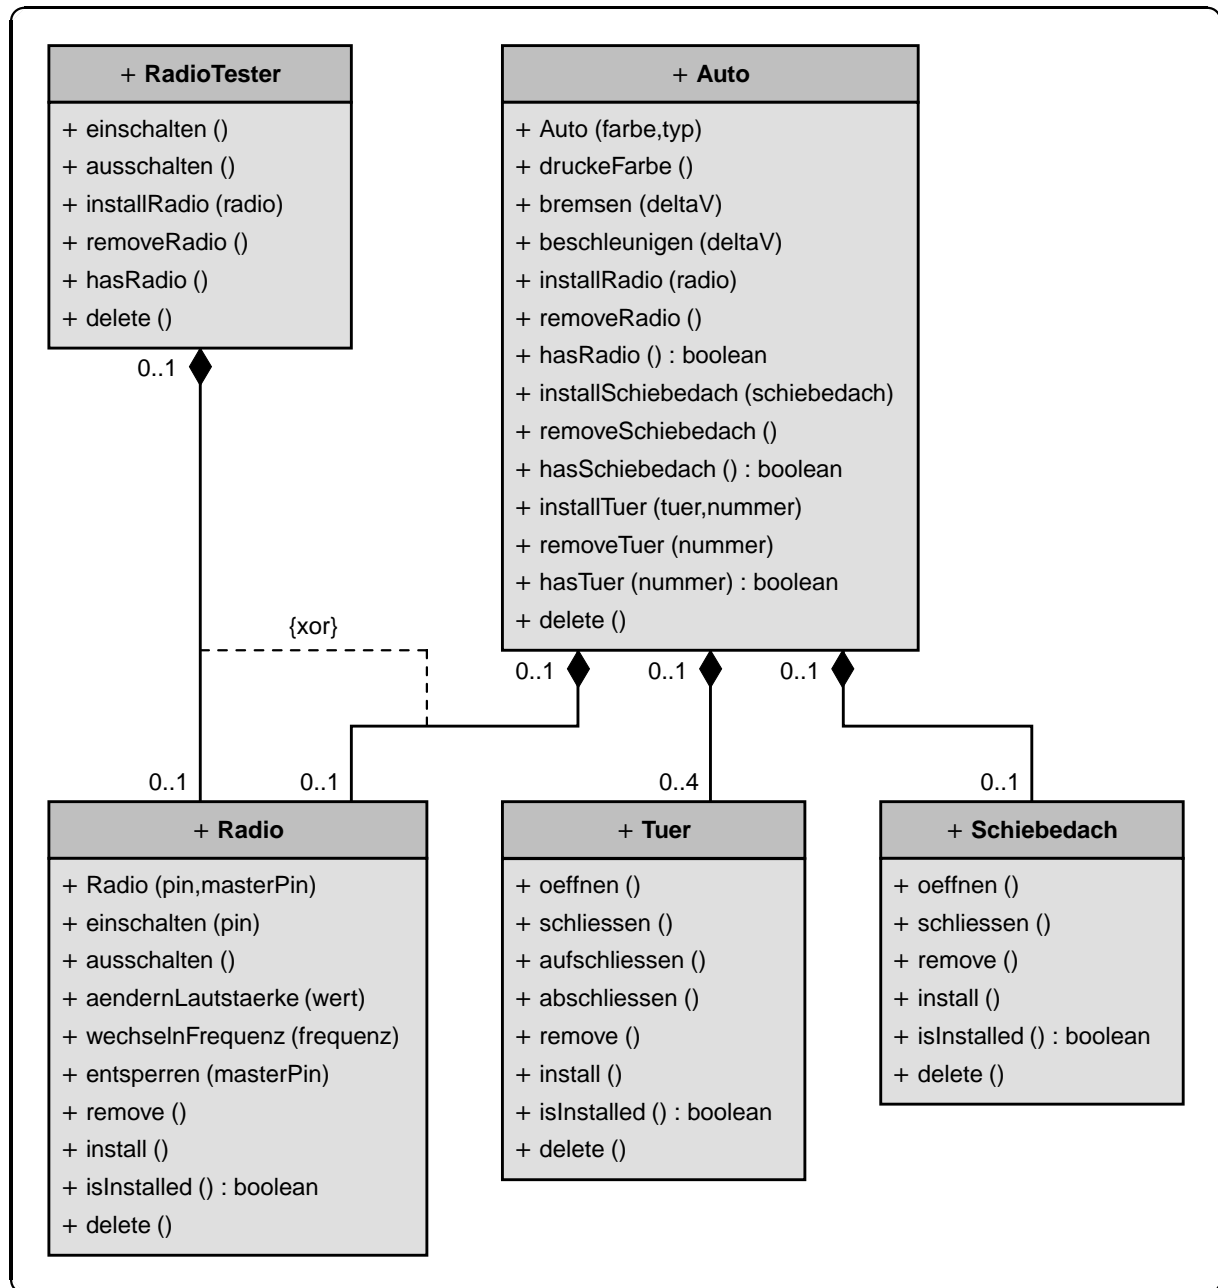 + RadioTester
+ einschalten ()
+ ausschalten ()
+ installRadio (radio)
+ removeRadio ()
+ hasRadio ()
+ delete ()
0..1
+ Auto
+ Auto (farbe,typ)
+ druckeFarbe ()
+ bremsen (deltaV)
+ beschleunigen (deltaV)
+ installRadio (radio)
+ removeRadio ()
+ hasRadio () : boolean
+ installSchiebedach (schiebedach)
+ removeSchiebedach ()
+ hasSchiebedach () : boolean
+ installTuer (tuer,nummer)
+ removeTuer (nummer)
+ hasTuer (nummer) : boolean
+ delete ()
{xor}
0..1 0..1 0..1
0..1 0..1 0..4 0..1
+ Radio
+ Radio (pin,masterPin)
+ einschalten (pin)
+ ausschalten ()
+ aendernLautstaerke (wert)
+ wechselnFrequenz (frequenz)
+ entsperren (masterPin)
+ remove ()
+ install ()
+ isInstalled () : boolean
+ delete ()
+ Tuer
+ oeffnen ()
+ schliessen ()
+ aufschliessen ()
+ abschliessen ()
+ remove ()
+ install ()
+ isInstalled () : boolean
+ delete ()
+ Schiebedach
+ oeffnen ()
+ schliessen ()
+ remove ()
+ install ()
+ isInstalled () : boolean
+ delete ()